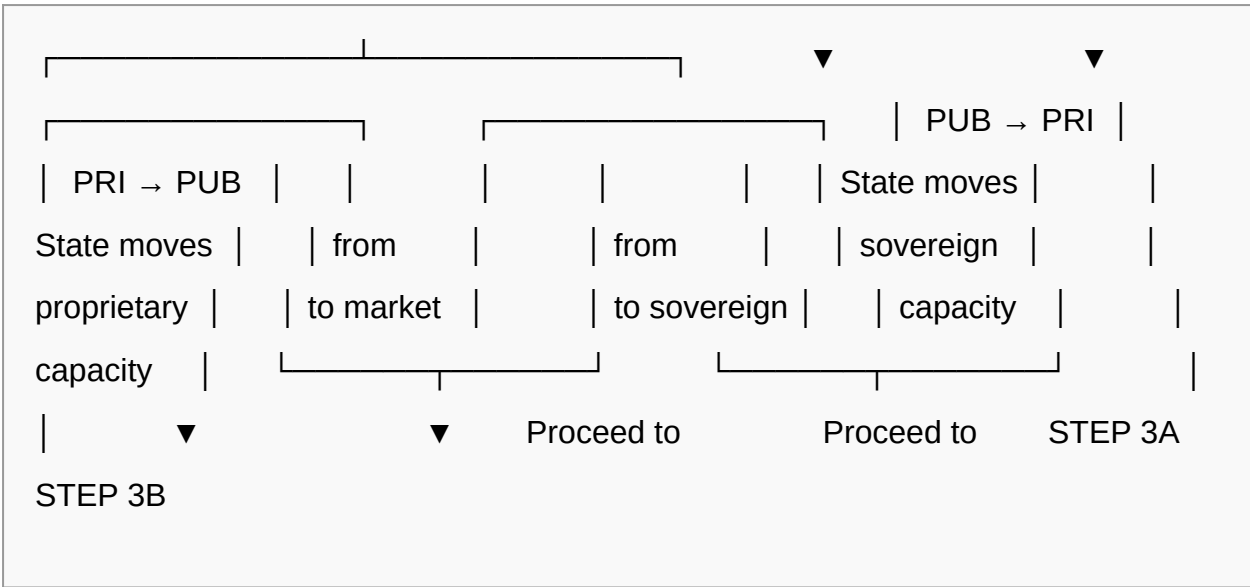 ┌─────────┴─────────┐ ▼ ▼
┌─────────┐ ┌──────────┐ │ PUB → PRI │
│ PRI → PUB │ │ │ │ │ │ State moves │ │
State moves │ │ from │ │ from │ │ sovereign │ │
proprietary │ │ to market │ │ to sovereign │ │ capacity │ │
capacity │ └────┬────┘ └────┬─────┘ │
│ ▼ ▼ Proceed to Proceed to STEP 3A
STEP 3B